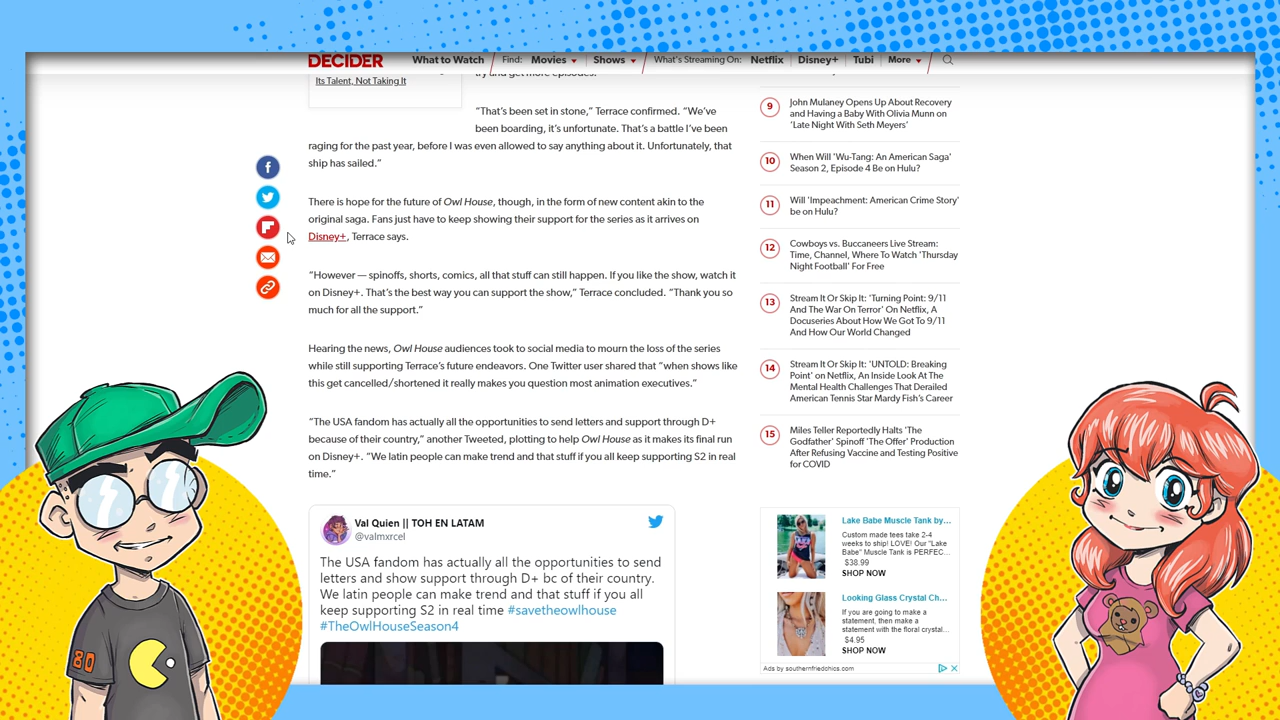 DECIDER What to Watch Find: Movies Shows What's Streaming On: Netflix Disney+ Tubi More
Its Talent, Not Taking It
try and get more episodes."
“That's been set in stone,” Terrace confirmed. “We've
been boarding, it's unfortunate. That's a battle I've been
raging for the past year, before I was even allowed to say anything about it. Unfortunately, that
ship has sailed.”
There is hope for the future of Owl House, though, in the form of new content akin to the
original saga. Fans just have to keep showing their support for the series as it arrives on
Disney+, Terrace says.
“However — spinoffs, shorts, comics, all that stuff can still happen. If you like the show, watch it
on Disney+. That's the best way you can support the show,” Terrace concluded. “Thank you so
much for all the support.”
Hearing the news, Owl House audiences took to social media to mourn the loss of the series
while still supporting Terrace's future endeavors. One Twitter user shared that “when shows like
this get cancelled/shortened it really makes you question most animation executives.”
“The USA fandom has actually all the opportunities to send letters and support through D+
because of their country,” another Tweeted, plotting to help Owl House as it makes its final run
on Disney+. “We latin people can make trend and that stuff if you all keep supporting S2 in real
time.”
Val Quien || TOH EN LATAM
@valmxrcel
The USA fandom has actually all the opportunities to send
letters and show support through D+ bc of their country.
We latin people can make trend and that stuff if you all
keep supporting S2 in real time #savetheowlhouse
#TheOwlHouseSeason4
9 John Mulaney Opens Up About Recovery
and Having a Baby With Olivia Munn on
'Late Night With Seth Meyers'
10 When Will 'Wu-Tang: An American Saga'
Season 2, Episode 4 Be on Hulu?
11 Will 'Impeachment: American Crime Story'
be on Hulu?
12 Cowboys vs. Buccaneers Live Stream:
Time, Channel, Where To Watch 'Thursday
Night Football' For Free
13 Stream It Or Skip It: 'Turning Point: 9/11
And The War On Terror' On Netflix, A
Docuseries About How We Got To 9/11
And How Our World Changed
14 Stream It Or Skip It: 'UNTOLD: Breaking
Point' on Netflix, An Inside Look At The
Mental Health Challenges That Derailed
American Tennis Star Mardy Fish's Career
15 Miles Teller Reportedly Halts 'The
Godfather' Spinoff 'The Offer' Production
After Refusing Vaccine and Testing Positive
for COVID
Lake Babe Muscle Tank by...
Custom made tees take 2-4
weeks to ship! LOVE! Our "Lake
Babe" Muscle Tank is PERFEC...
$38.99
SHOP NOW
Looking Glass Crystal Ch...
If you are going to make a
statement, then make a
statement with the floral crystal...
$4.95
SHOP NOW
Ads by southernfriedchics.com
80